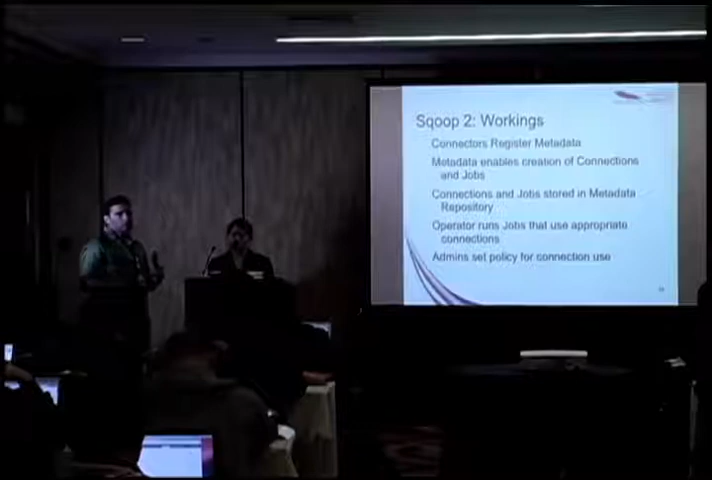 Sqoop 2: Workings
Connectors Register Metadata
Metadata enables creation of Connections
and Jobs
Connections and Jobs stored in Metadata
Repository
Operator runs Jobs that use appropriate
connections
Admins set policy for connection use